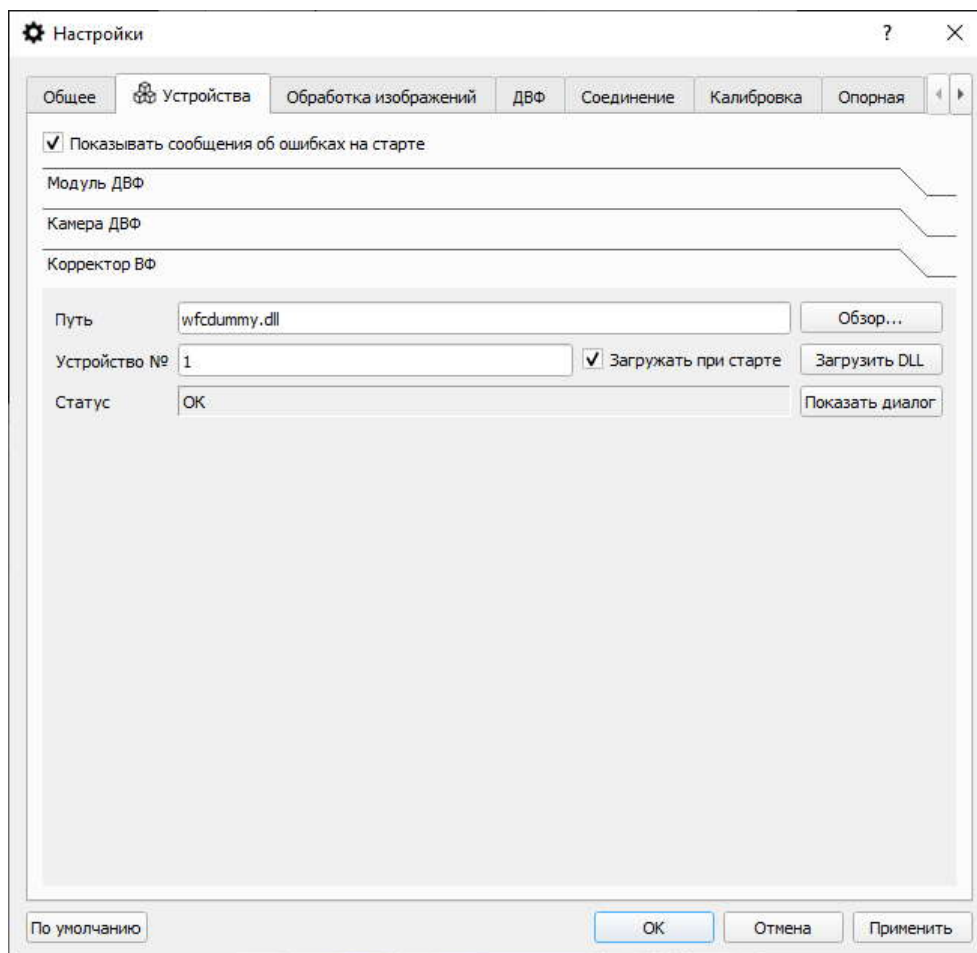 Настройки ?
Общее Устройства Обработка изображений ДВФ Соединение Калибровка Опорная
Показывать сообщения об ошибках на старте
Модуль ДВФ
Камера ДВФ
Корректор ВФ
Путь wfcdummy.dll Обзор...
Устройство № 1 Загружать при старте Загрузить DLL
Статус OK Показать диалог
По умолчанию OK Отмена Применить